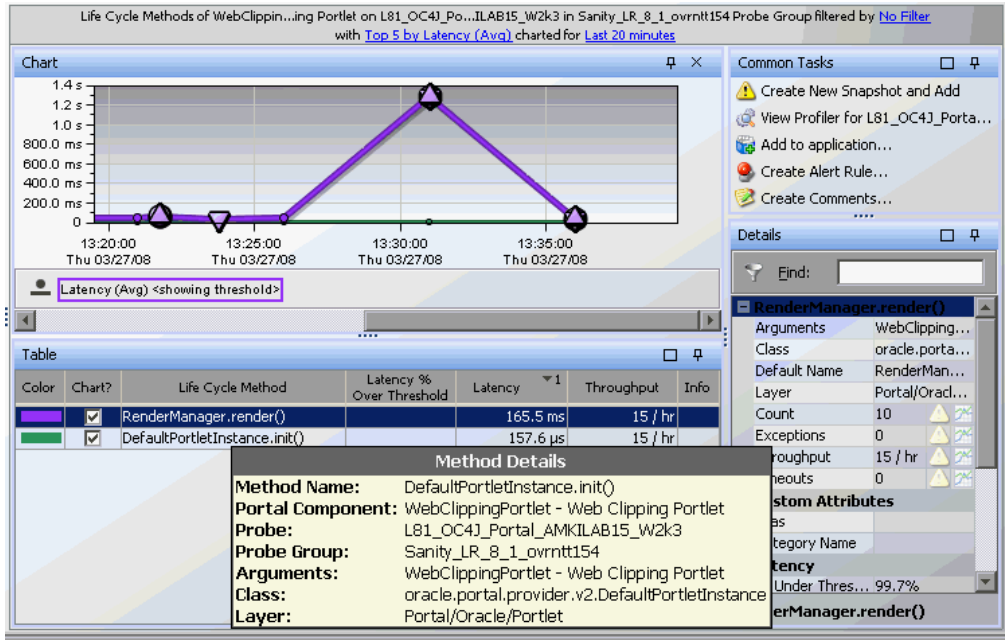 Life Cycle Methods of WebClippin...ing Portlet on L81_OC4J_Po...ILAB15_W2k3 in Sanity_LR_8_1_ovrntt154 Probe Group filtered by No Filter
with Top 5 by Latency (Avg) charted for Last 20 minutes
Chart
1.4 s
1.2 s
1.0 s
800.0 ms
600.0 ms
400.0 ms
200.0 ms
0
13:20:00 13:25:00 13:30:00 13:35:00
Thu 03/27/08 Thu 03/27/08 Thu 03/27/08 Thu 03/27/08
Latency (Avg) <showing threshold>
Common Tasks
Create New Snapshot and Add
View Profiler for L81_OC4J_Porta...
Add to application...
Create Alert Rule...
Create Comments...
Details
Find:
RenderManager.render()
Arguments WebClipping...
Class oracle.porta...
Default Name RenderMan...
Layer Portal/Oracl...
Count 10
Exceptions 0
roughput 15 / hr
meouts 0
stom Attributes
as
tegory Name
tency
Under Thres... 99.7%
erManager.render()
Table
Color Chart? Life Cycle Method Latency % Over Threshold Latency 1 Throughput Info
RenderManager.render() 165.5 ms 15 / hr
DefaultPortletInstance.init() 157.6 µs 15 / hr
Method Details
Method Name: DefaultPortletInstance.init()
Portal Component: WebClippingPortlet - Web Clipping Portlet
Probe: L81_OC4J_Portal_AMKILAB15_W2k3
Probe Group: Sanity_LR_8_1_ovrntt154
Arguments: WebClippingPortlet - Web Clipping Portlet
Class: oracle.portal.provider.v2.DefaultPortletInstance
Layer: Portal/Oracle/Portlet